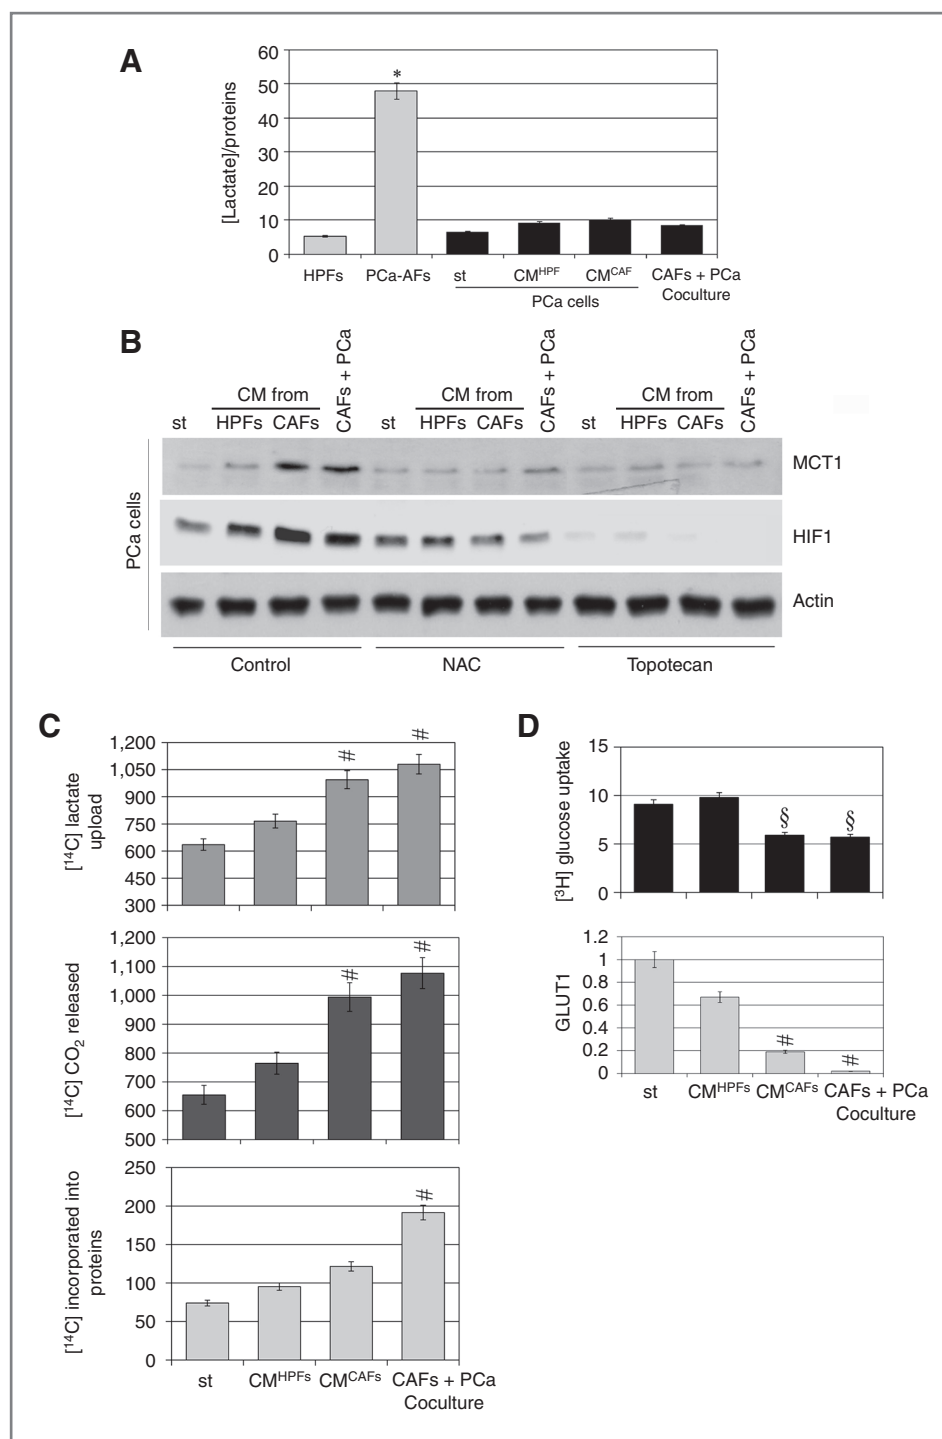 A
[Lactate]/proteins
60
50
40
30
20
10
0
*
HPFs PCa-AFs st CM^HPF CM^CAF CAFs + PCa
Coculture
PCa cells
B
CM from CM from CM from
st HPFs CAFs CAFs + PCa st HPFs CAFs CAFs + PCa st HPFs CAFs CAFs + PCa
PCa cells
MCT1
HIF1
Actin
Control NAC Topotecan
C
[¹⁴C] lactate
upload
1,200
1,050
900
750
600
450
300
# #
[¹⁴C] CO₂ released
1,200
1,100
1,000
900
800
700
600
500
# #
[¹⁴C] incorporated into
proteins
250
200
150
100
50
0
#
st CM^HPFs CM^CAFs CAFs + PCa
Coculture
D
[³H] glucose uptake
15
10
5
0
§ §
GLUT1
1.2
1
0.8
0.6
0.4
0.2
0
# #
st CM^HPFs CM^CAFs CAFs + PCa
Coculture